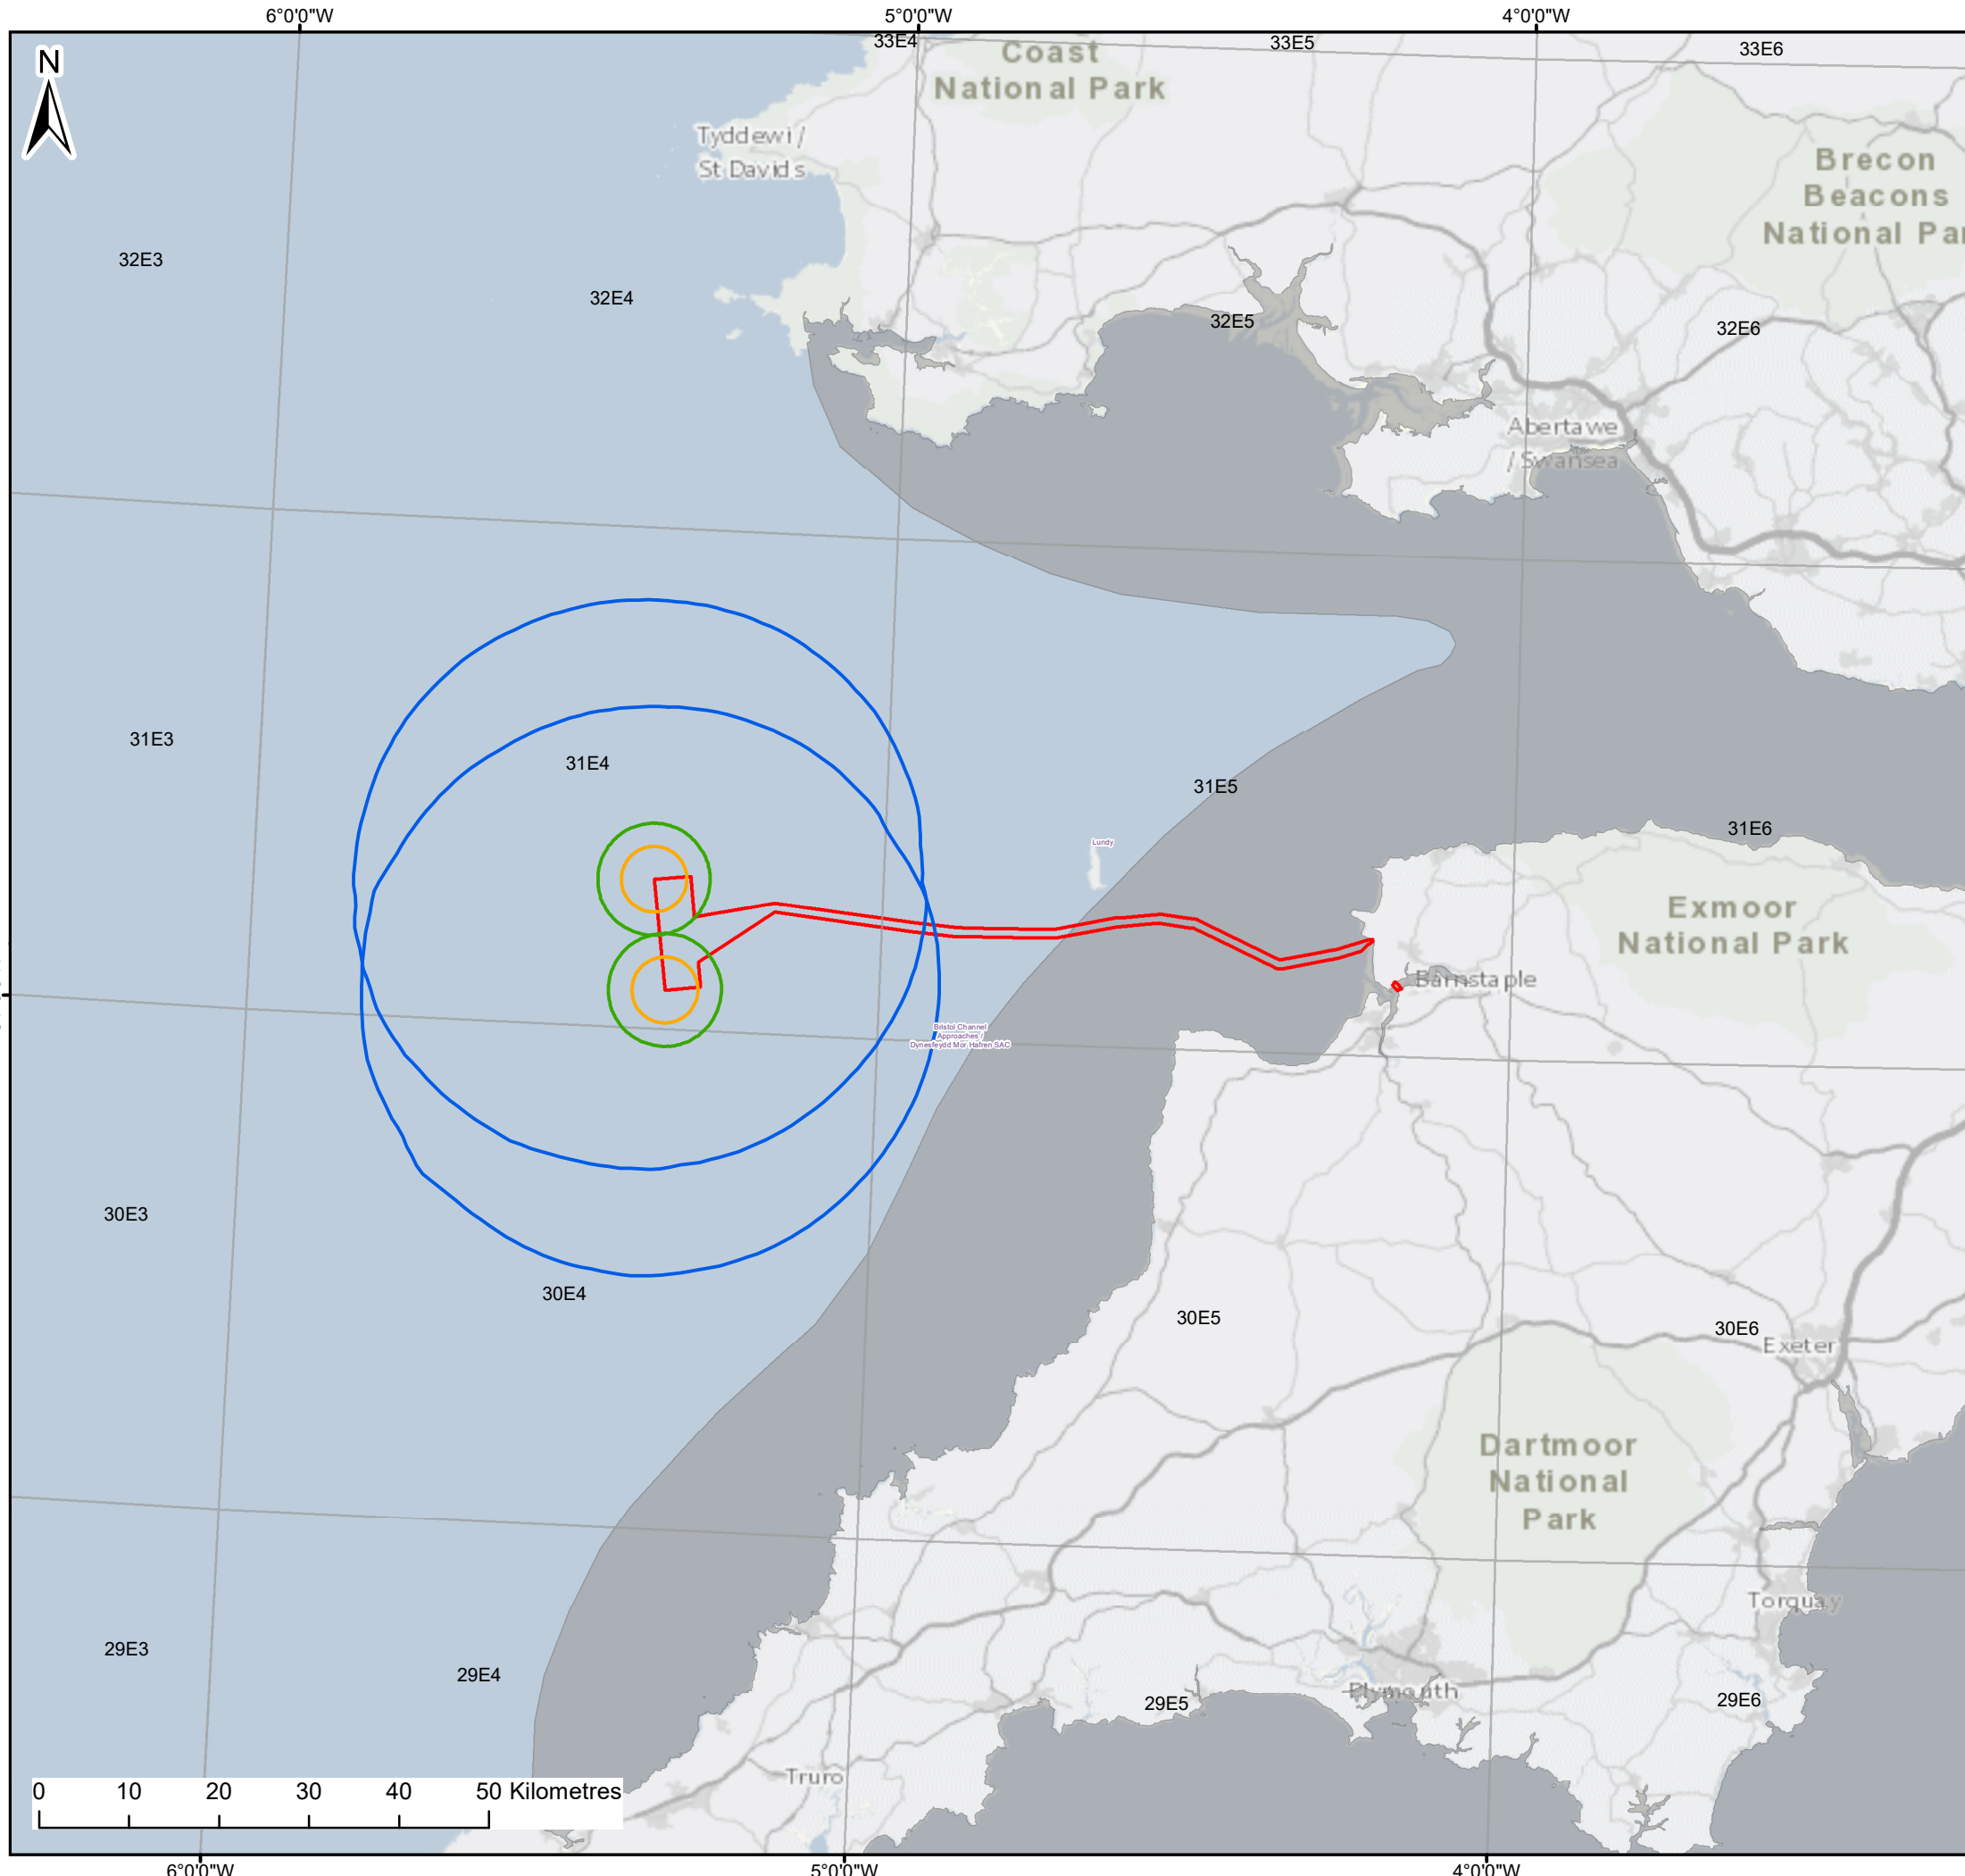 6°0'0"W
5°0'0"W
4°0'0"W
33E4
33E5
33E6
N
Coast
National Park
Tyddewi /
St Davids
Brecon
Beacons
National Pa
32E3
32E4
32E5
32E6
Abertawe
/ Swansea
31E3
31E4
31E5
31E6
Lundy
Exmoor
National Park
Barnstaple
Bristol Channel
Approaches /
Dynesfeydd Môr Hafren SAC
30E3
30E4
30E5
30E6
Exeter
Dartmoor
National
Park
Torquay
29E3
29E4
29E5
29E6
Plymouth
Truro
0 10 20 30 40 50 Kilometres
6°0'0"W
5°0'0"W
4°0'0"W